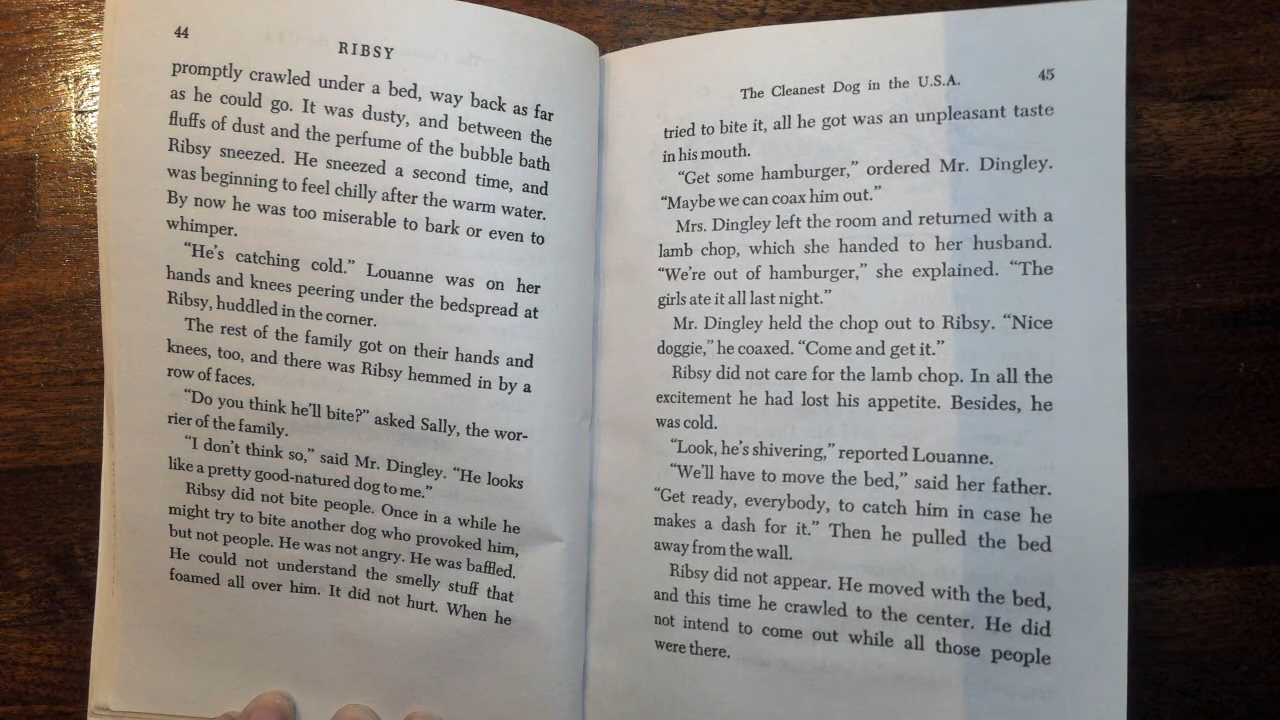 44
RIBSY
promptly crawled under a bed, way back as far
as he could go. It was dusty, and between the
fluffs of dust and the perfume of the bubble bath
Ribsy sneezed. He sneezed a second time, and
was beginning to feel chilly after the warm water.
By now he was too miserable to bark or even to
whimper.
“He’s catching cold.” Louanne was on her
hands and knees peering under the bedspread at
Ribsy, huddled in the corner.
The rest of the family got on their hands and
knees, too, and there was Ribsy hemmed in by a
row of faces.
“Do you think he’ll bite?” asked Sally, the wor-
rier of the family.
“I don’t think so,” said Mr. Dingley. “He looks
like a pretty good-natured dog to me.”
Ribsy did not bite people. Once in a while he
might try to bite another dog who provoked him,
but not people. He was not angry. He was baffled.
He could not understand the smelly stuff that
foamed all over him. It did not hurt. When he
The Cleanest Dog in the U.S.A.
45
tried to bite it, all he got was an unpleasant taste
in his mouth.
“Get some hamburger,” ordered Mr. Dingley.
“Maybe we can coax him out.”
Mrs. Dingley left the room and returned with a
lamb chop, which she handed to her husband.
“We’re out of hamburger,” she explained. “The
girls ate it all last night.”
Mr. Dingley held the chop out to Ribsy. “Nice
doggie,” he coaxed. “Come and get it.”
Ribsy did not care for the lamb chop. In all the
excitement he had lost his appetite. Besides, he
was cold.
“Look, he’s shivering,” reported Louanne.
“We’ll have to move the bed,” said her father.
“Get ready, everybody, to catch him in case he
makes a dash for it.” Then he pulled the bed
away from the wall.
Ribsy did not appear. He moved with the bed,
and this time he crawled to the center. He did
not intend to come out while all those people
were there.